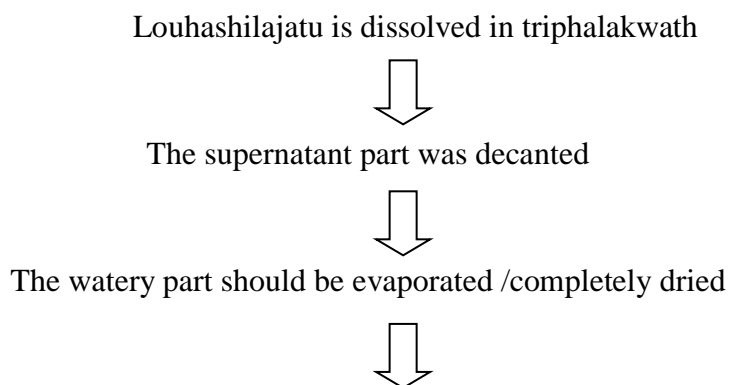 Louhashilajatu is dissolved in triphalakwath
The supernatant part was decanted
The watery part should be evaporated /completely dried